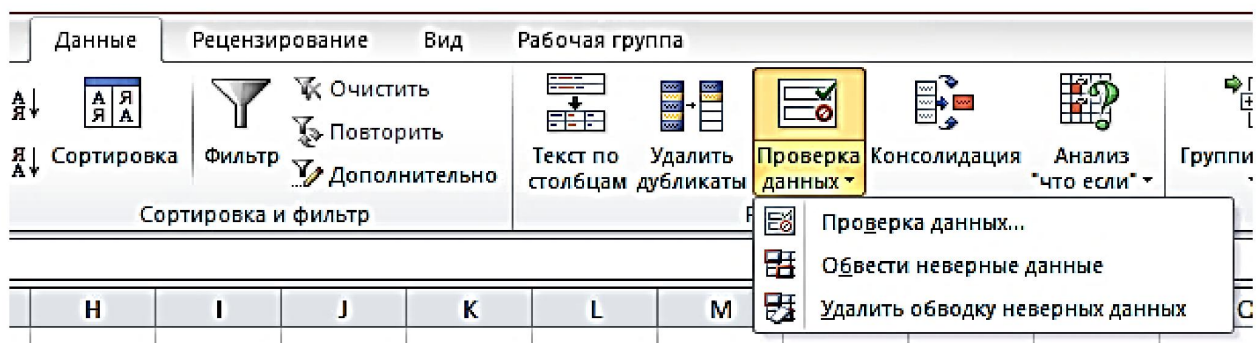 Данные Рецензирование Вид Рабочая группа
Сортировка
Фильтр
Очистить
Повторить
Дополнительно
Текст по
столбцам
Удалить
дубликаты
Проверка
данных
Консолидация
Анализ
"что если"
Сортировка и фильтр
Проверка данных...
Обвести неверные данные
Удалить обводку неверных данных
H I J K L M